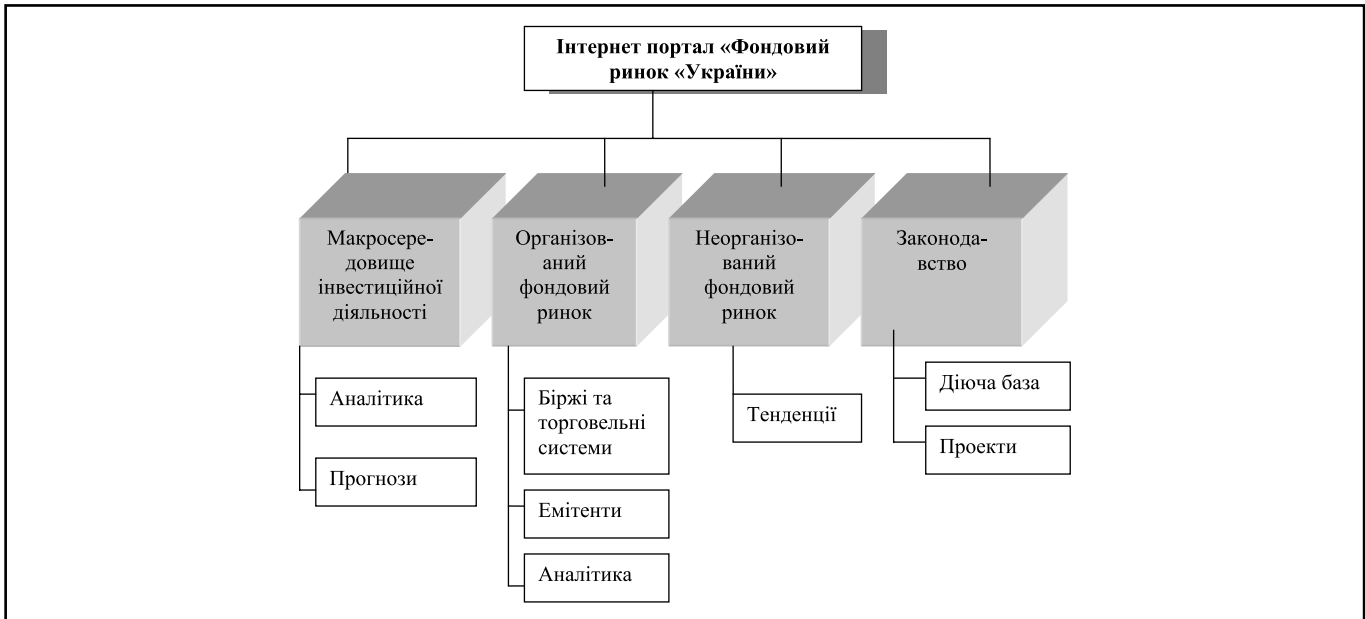 Інтернет портал «Фондовий
ринок «України»
Макросере-
довище
інвестиційної
діяльності
Організов-
аний
фондовий
ринок
Неорганізо-
ваний
фондовий
ринок
Законода-
вство
Аналітика
Прогнози
Біржі та
торговельні
системи
Емітенти
Аналітика
Тенденції
Діюча база
Проекти